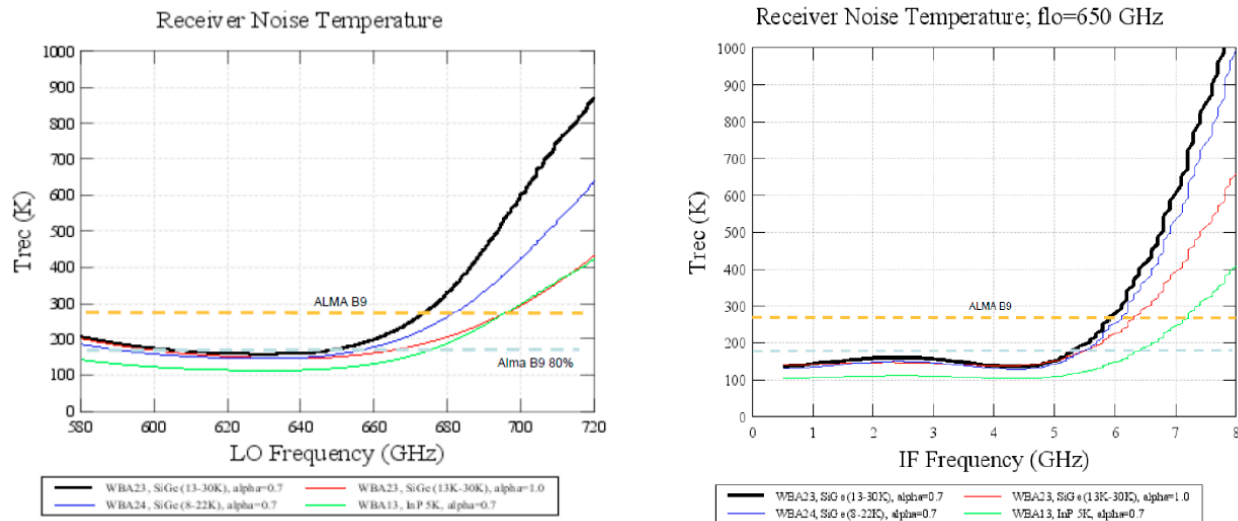 Receiver Noise Temperature
1000
900
800
700
600
500
400
300
200
100
0
Trec (K)
ALMA B9
Alma B9 80%
580 600 620 640 660 680 700 720
LO Frequency (GHz)
WBA23, SiGe (13-30K), alpha=0.7 WBA23, SiGe (13K-30K), alpha=1.0
WBA24, SiGe (8-22K), alpha=0.7 WBA13, InP 5K, alpha=0.7
Receiver Noise Temperature; flo=650 GHz
1000
900
800
700
600
500
400
300
200
100
0
Trec (K)
ALMA B9
0 1 2 3 4 5 6 7 8
IF Frequency (GHz)
WBA23, SiGe (13-30K), alpha=0.7 WBA23, SiGe (13K-30K), alpha=1.0
WBA24, SiGe (8-22K), alpha=0.7 WBA13, InP 5K, alpha=0.7